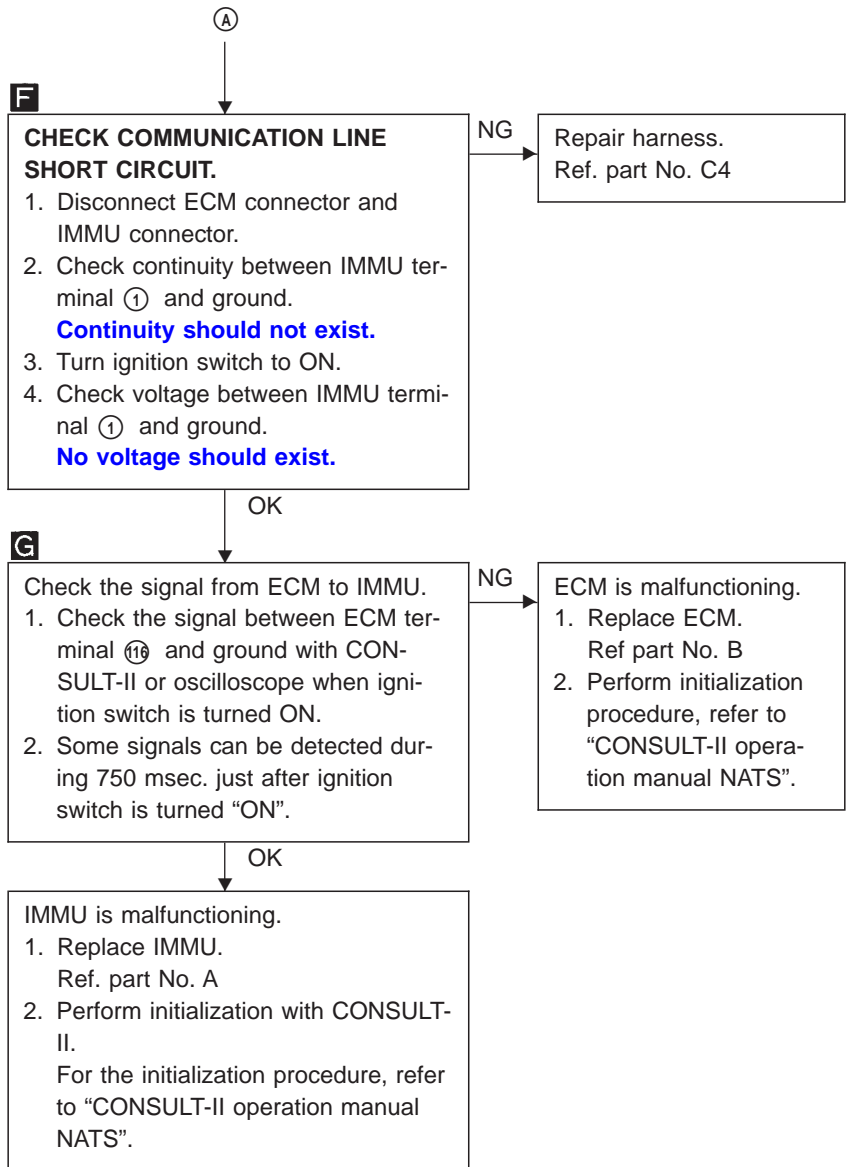 Ⓐ
F
CHECK COMMUNICATION LINE
SHORT CIRCUIT.
1. Disconnect ECM connector and
IMMU connector.
2. Check continuity between IMMU ter-
minal ① and ground.
Continuity should not exist.
3. Turn ignition switch to ON.
4. Check voltage between IMMU termi-
nal ① and ground.
No voltage should exist.
NG
Repair harness.
Ref. part No. C4
OK
G
Check the signal from ECM to IMMU.
1. Check the signal between ECM ter-
minal 116 and ground with CON-
SULT-II or oscilloscope when igni-
tion switch is turned ON.
2. Some signals can be detected dur-
ing 750 msec. just after ignition
switch is turned “ON”.
NG
ECM is malfunctioning.
1. Replace ECM.
Ref part No. B
2. Perform initialization
procedure, refer to
“CONSULT-II opera-
tion manual NATS”.
OK
IMMU is malfunctioning.
1. Replace IMMU.
Ref. part No. A
2. Perform initialization with CONSULT-
II.
For the initialization procedure, refer
to “CONSULT-II operation manual
NATS”.